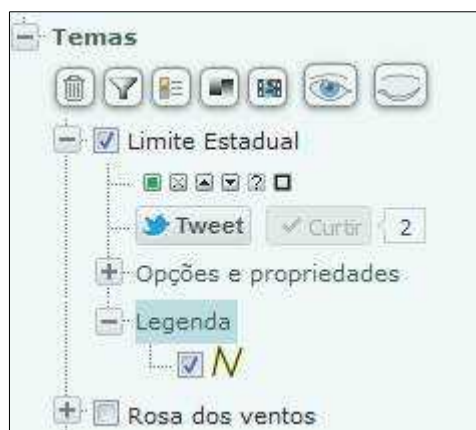 Temas
Limite Estadual
Tweet Curtir 2
Opções e propriedades
Legenda
Rosa dos ventos